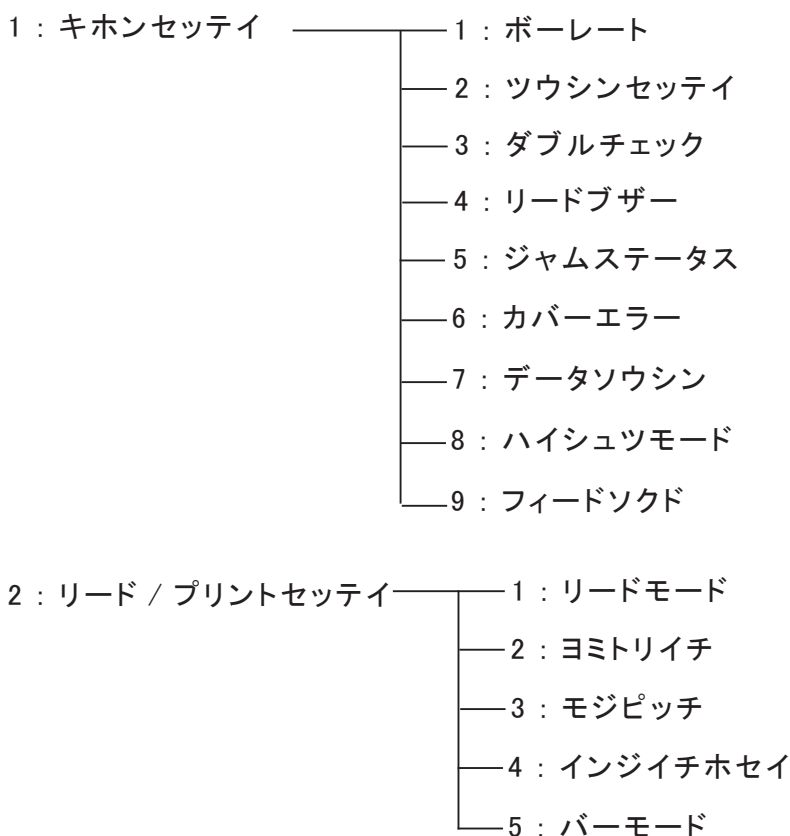 1 : キホンセッテイ
1 : ボーレート
2 : ツウシンセッテイ
3 : ダブルチェック
4 : リードブザー
5 : ジャムステータス
6 : カバーエラー
7 : データソウシン
8 : ハイシュツモード
9 : フィードソクド
2 : リード / プリントセッテイ
1 : リードモード
2 : ヨミトリイチ
3 : モジピッチ
4 : インジイチホセイ
5 : バーモード